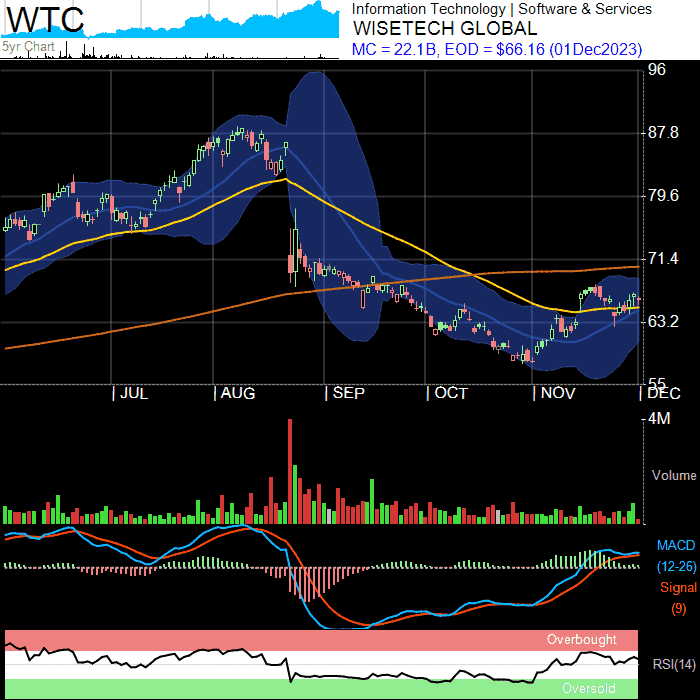 WTC
5yr Chart
Information Technology | Software & Services
WISETECH GLOBAL
MC = 22.1B, EOD = $66.16 (01Dec2023)
96
87.8
79.6
71.4
63.2
55
| JUL | AUG | SEP | OCT | NOV | DEC
4M
Volume
MACD
(12-26)
Signal
(9)
Overbought
RSI(14)
Oversold